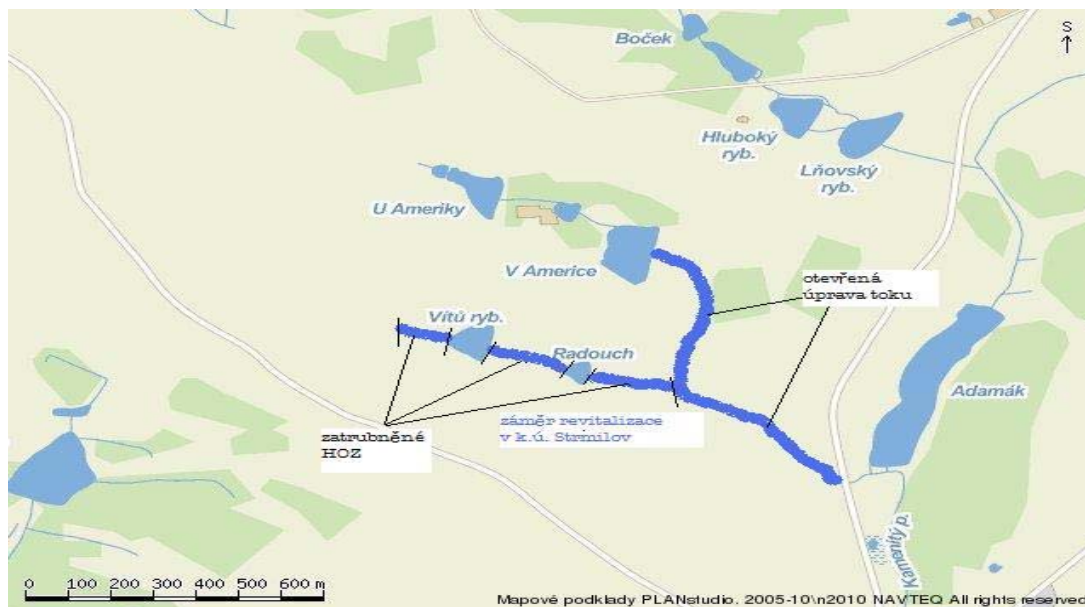 Boček
S
Hluboký
ryb.
Lňovský
ryb.
U Ameriky
V Americe
otevřená
úprava toku
Vítů ryb.
Radouch
Adamák
zatrubněné
HOZ
záměr revitalizace
v k.ú. Strmilov
Kamenitý p.
0 100 200 300 400 500 600 m
Mapové podklady PLANstudio. 2005-10\n2010 NAVTEQ All rights reserved